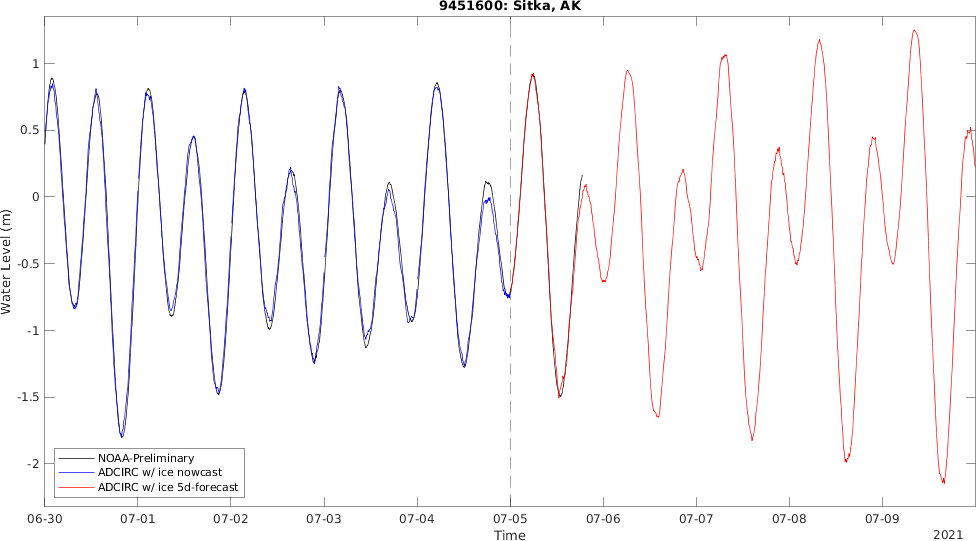 9451600: Sitka, AK
Water Level (m)
1
0.5
0
-0.5
-1
-1.5
-2
NOAA-Preliminary
ADCIRC w/ ice nowcast
ADCIRC w/ ice 5d-forecast
06-30 07-01 07-02 07-03 07-04 07-05 07-06 07-07 07-08 07-09
Time
2021